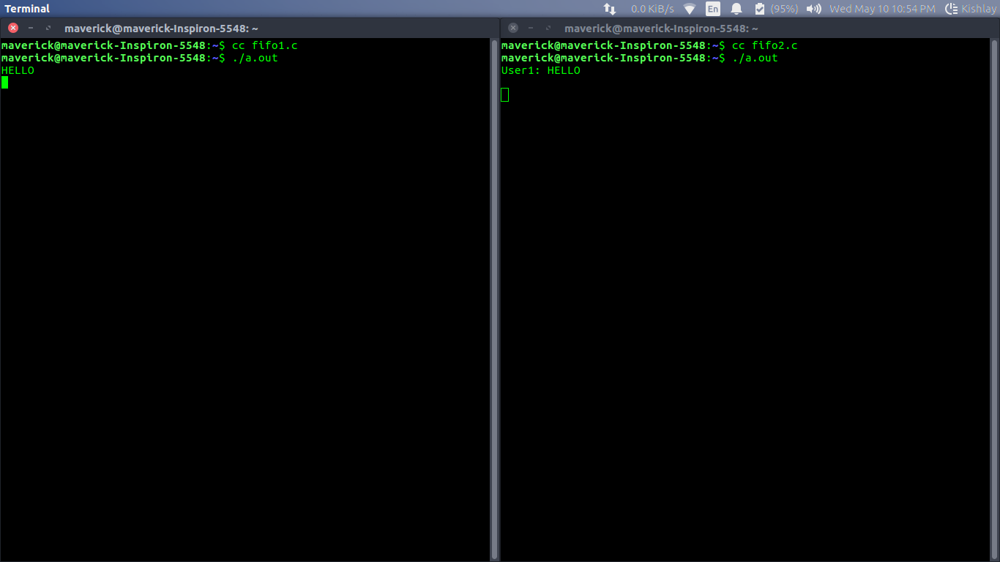 Terminal 0.0 KiB/s En (95%) Wed May 10 10:54 PM Kishlay
maverick@maverick-Inspiron-5548: ~
maverick@maverick-Inspiron-5548:~$ cc fifo1.c
maverick@maverick-Inspiron-5548:~$ ./a.out
HELLO
maverick@maverick-Inspiron-5548: ~
maverick@maverick-Inspiron-5548:~$ cc fifo2.c
maverick@maverick-Inspiron-5548:~$ ./a.out
User1: HELLO